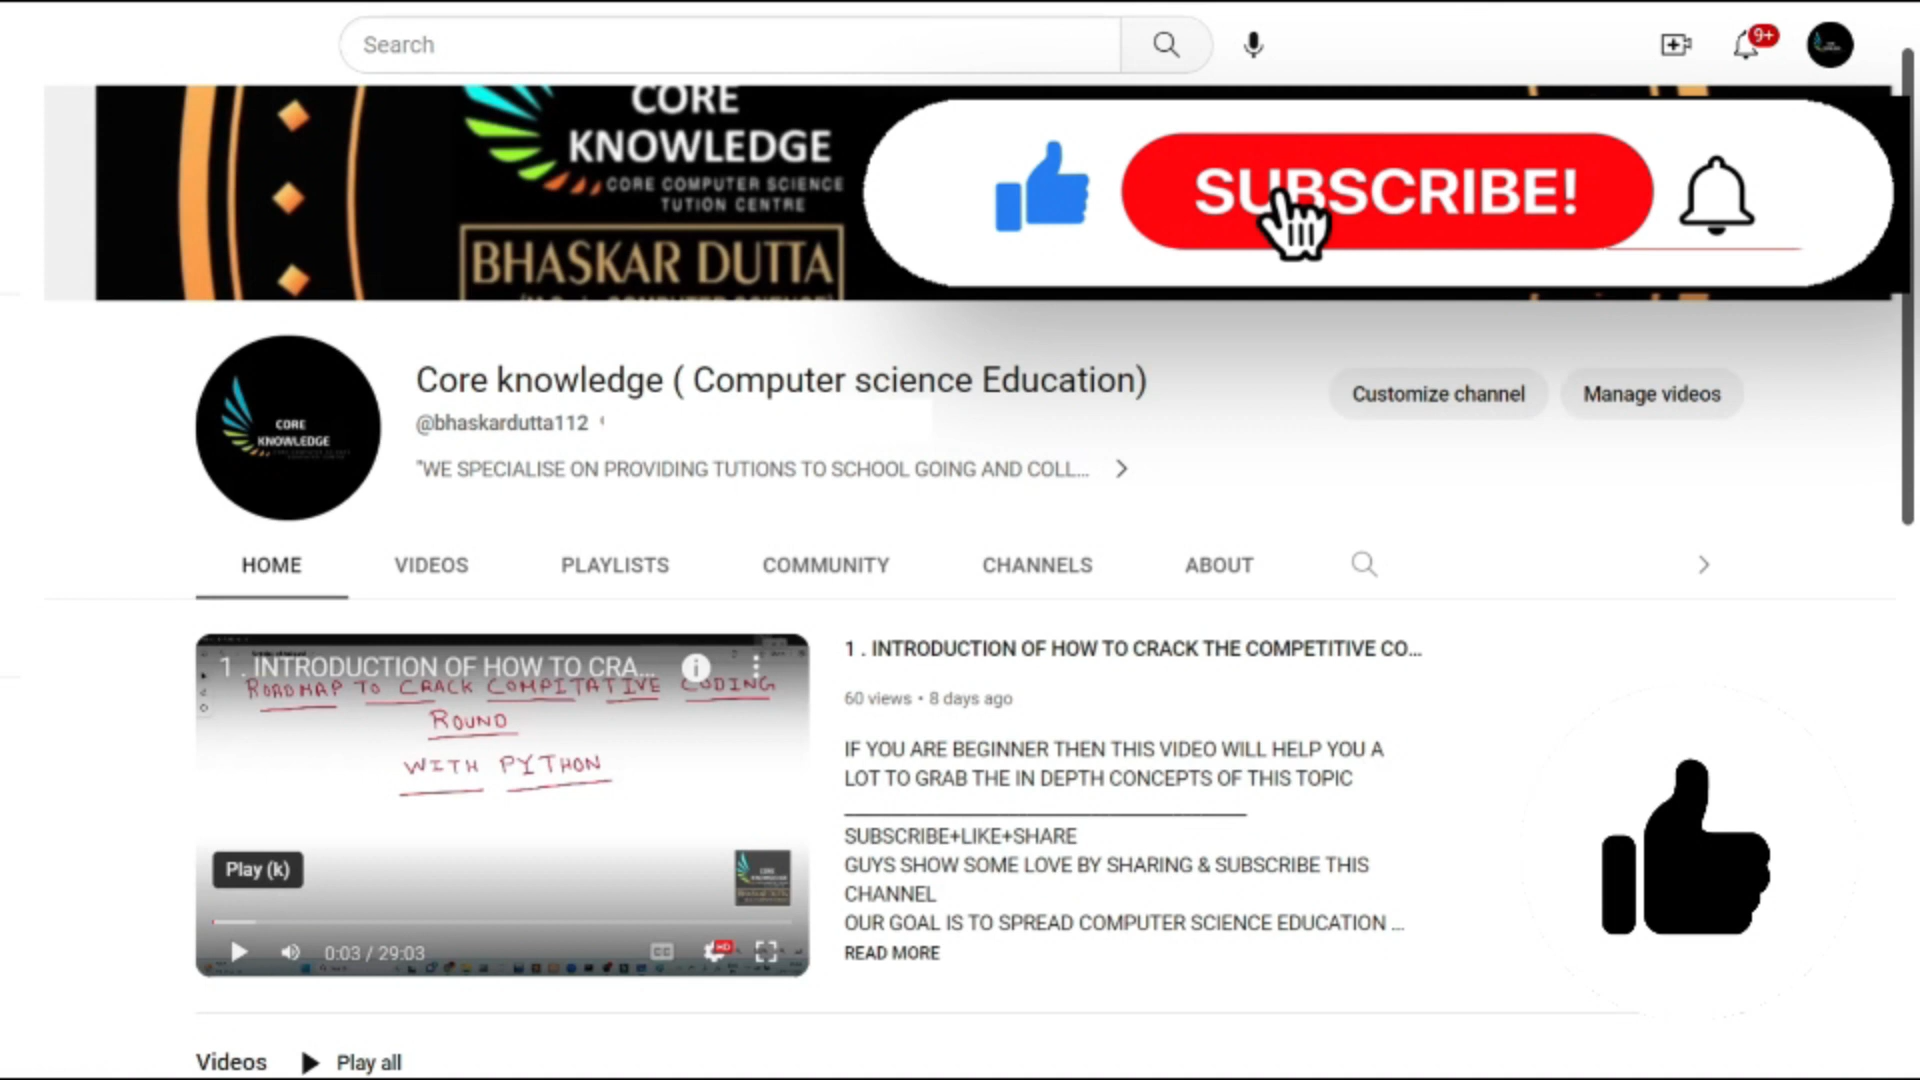 Search
9+
CORE
KNOWLEDGE
CORE COMPUTER SCIENCE
TUTION CENTRE
BHASKAR DUTTA
SUBSCRIBE!
Core knowledge ( Computer science Education)
@bhaskardutta112
Customize channel
Manage videos
"WE SPECIALISE ON PROVIDING TUTIONS TO SCHOOL GOING AND COLL...
CORE
KNOWLEDGE
HOME
VIDEOS
PLAYLISTS
COMMUNITY
CHANNELS
ABOUT
1 . INTRODUCTION OF HOW TO CRA...
ROADMAP TO CRACK COMPITATIVE CODING
ROUND
WITH PYTHON
Play (k)
0:03 / 29:03
CC
HD
1 . INTRODUCTION OF HOW TO CRACK THE COMPETITIVE CO...
60 views • 8 days ago
IF YOU ARE BEGINNER THEN THIS VIDEO WILL HELP YOU A
LOT TO GRAB THE IN DEPTH CONCEPTS OF THIS TOPIC
SUBSCRIBE+LIKE+SHARE
GUYS SHOW SOME LOVE BY SHARING & SUBSCRIBE THIS
CHANNEL
OUR GOAL IS TO SPREAD COMPUTER SCIENCE EDUCATION ...
READ MORE
Videos
Play all